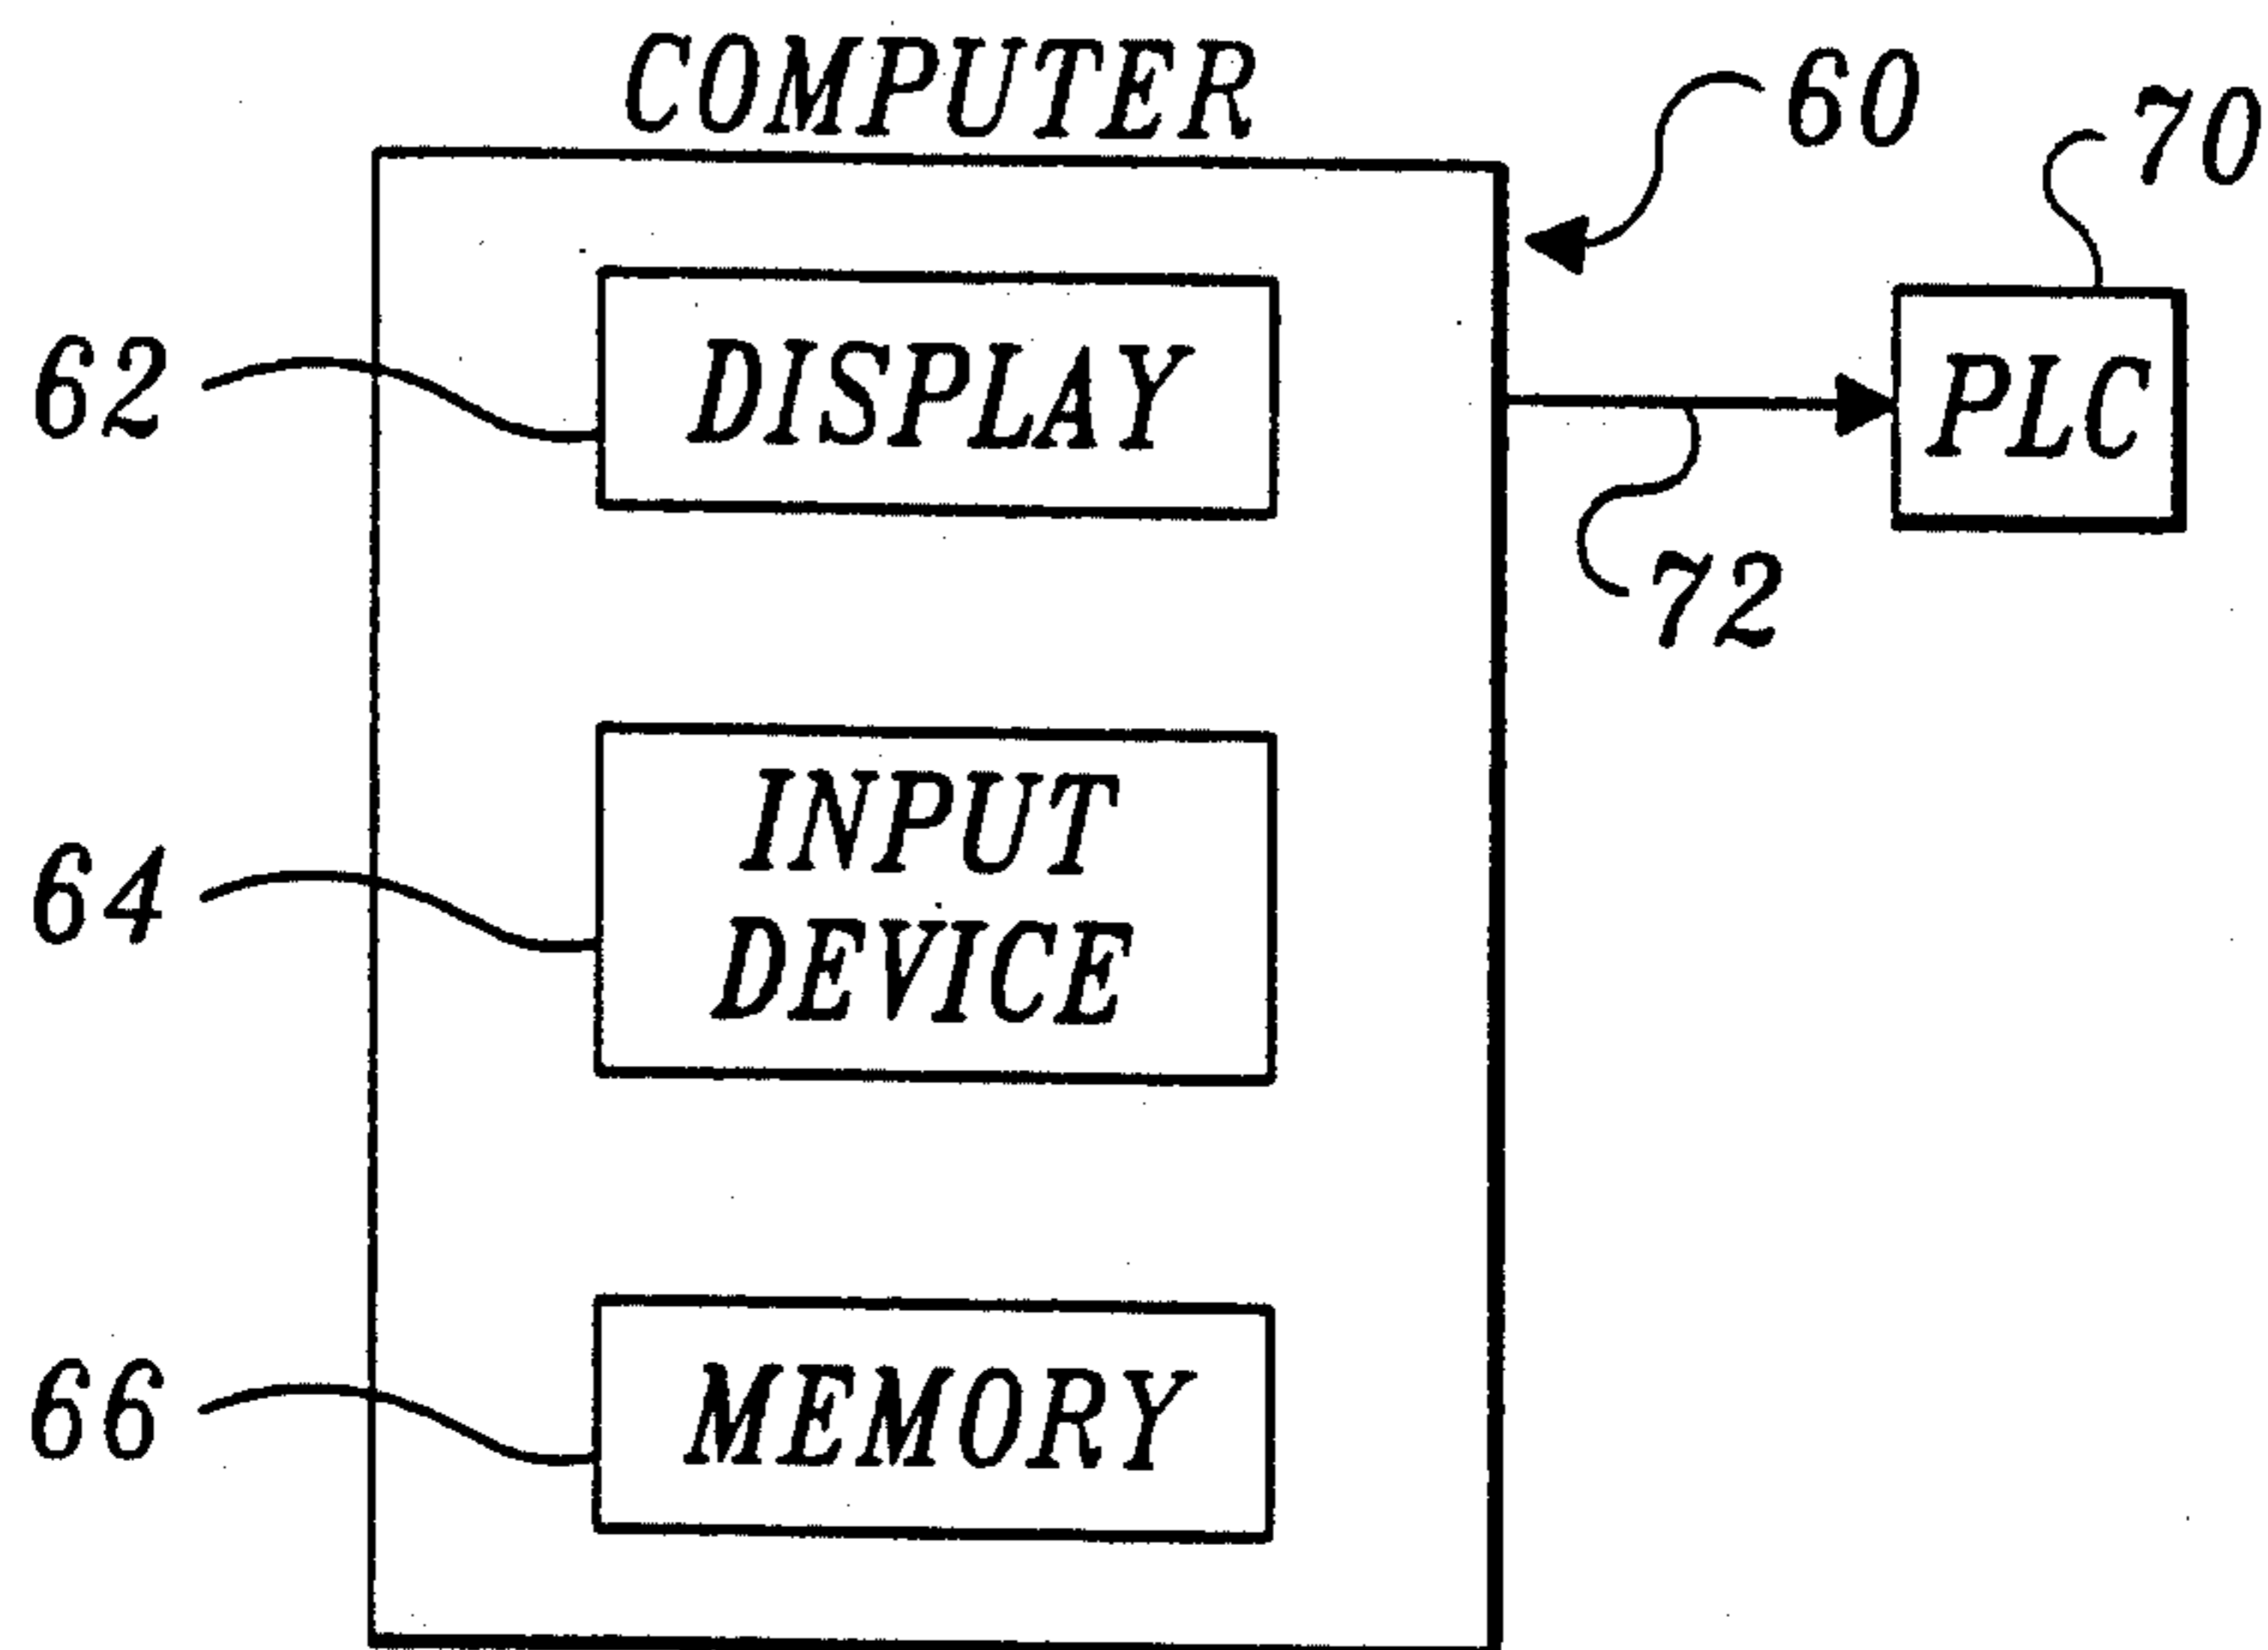 COMPUTER
60
70
62
DISPLAY
PLC
72
64
INPUT
DEVICE
66
MEMORY